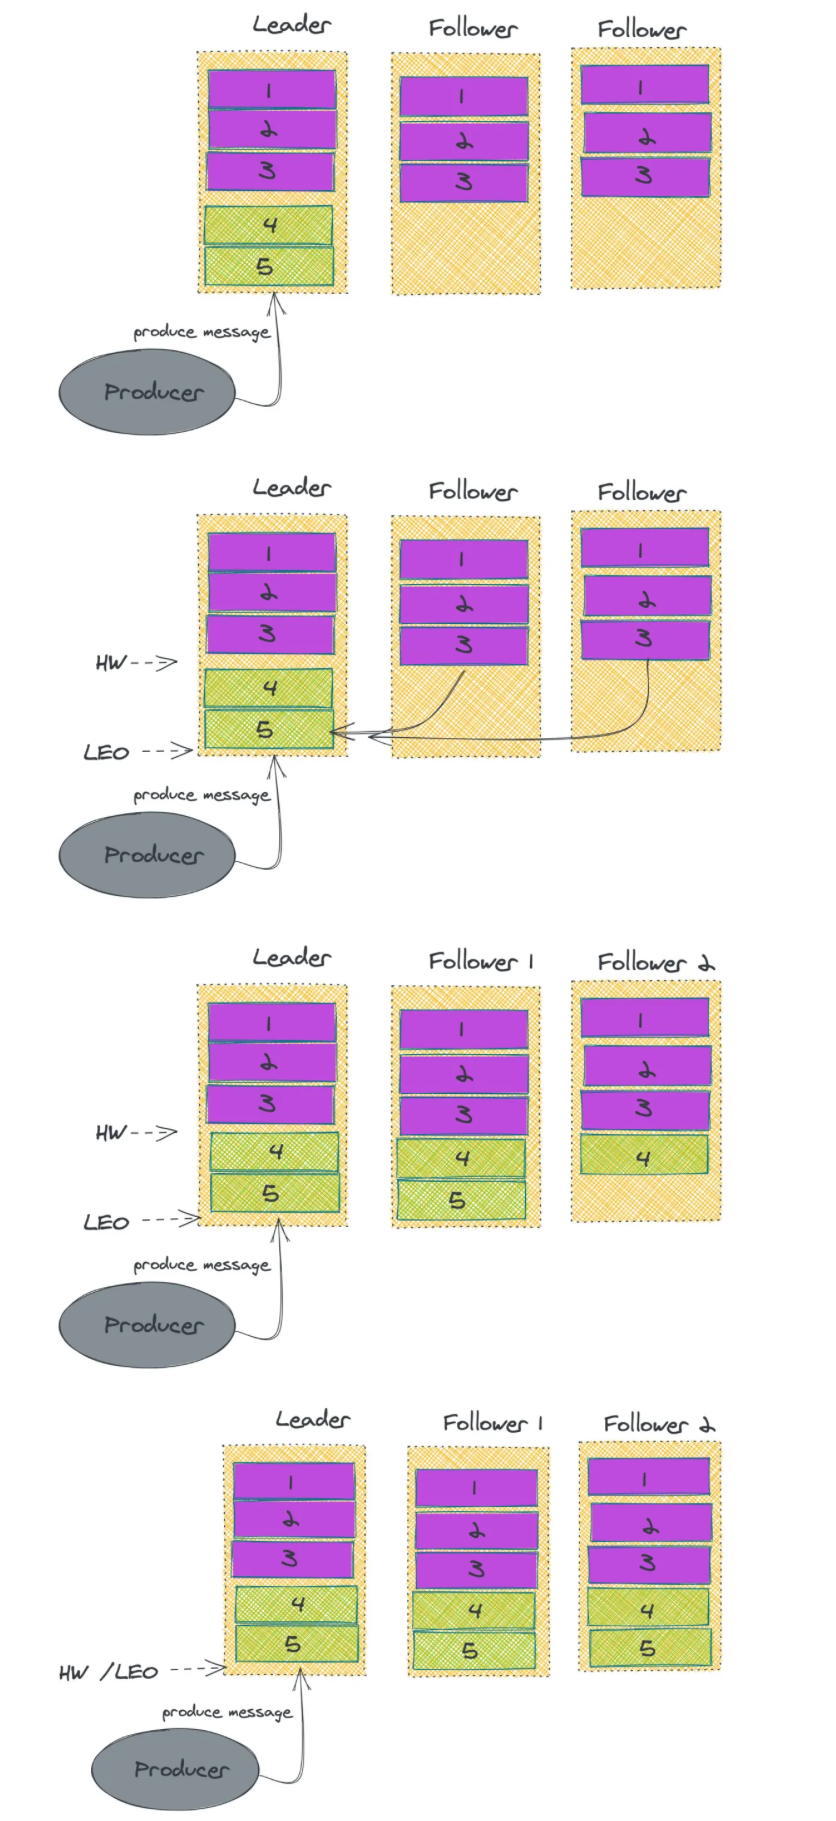 Leader Follower Follower
1 1 1
2 2 2
3 3 3
4
5
produce message
Producer
Leader Follower Follower
1 1 1
2 2 2
3 3 3
HW
4
5
LEO
produce message
Producer
Leader Follower 1 Follower 2
1 1 1
2 2 2
3 3 3
HW
4 4 4
5 5
LEO
produce message
Producer
Leader Follower 1 Follower 2
1 1 1
2 2 2
3 3 3
4 4 4
5 5 5
HW /LEO
produce message
Producer